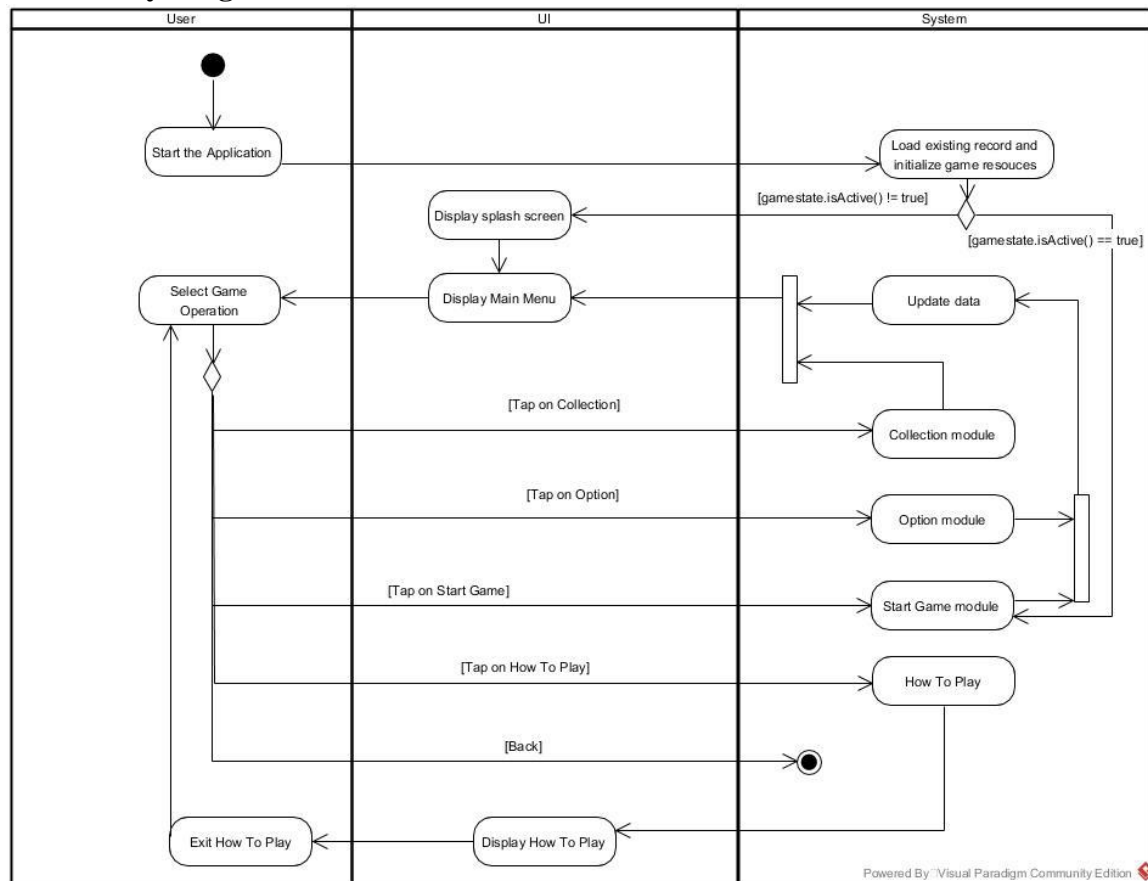 User
UI
System
Start the Application
Load existing record and
initialize game resouces
[gamestate.isActive() != true]
Display splash screen
[gamestate.isActive() == true]
Select Game
Operation
Display Main Menu
Update data
[Tap on Collection]
Collection module
[Tap on Option]
Option module
[Tap on Start Game]
Start Game module
[Tap on How To Play]
How To Play
[Back]
Exit How To Play
Display How To Play
Powered By Visual Paradigm Community Edition